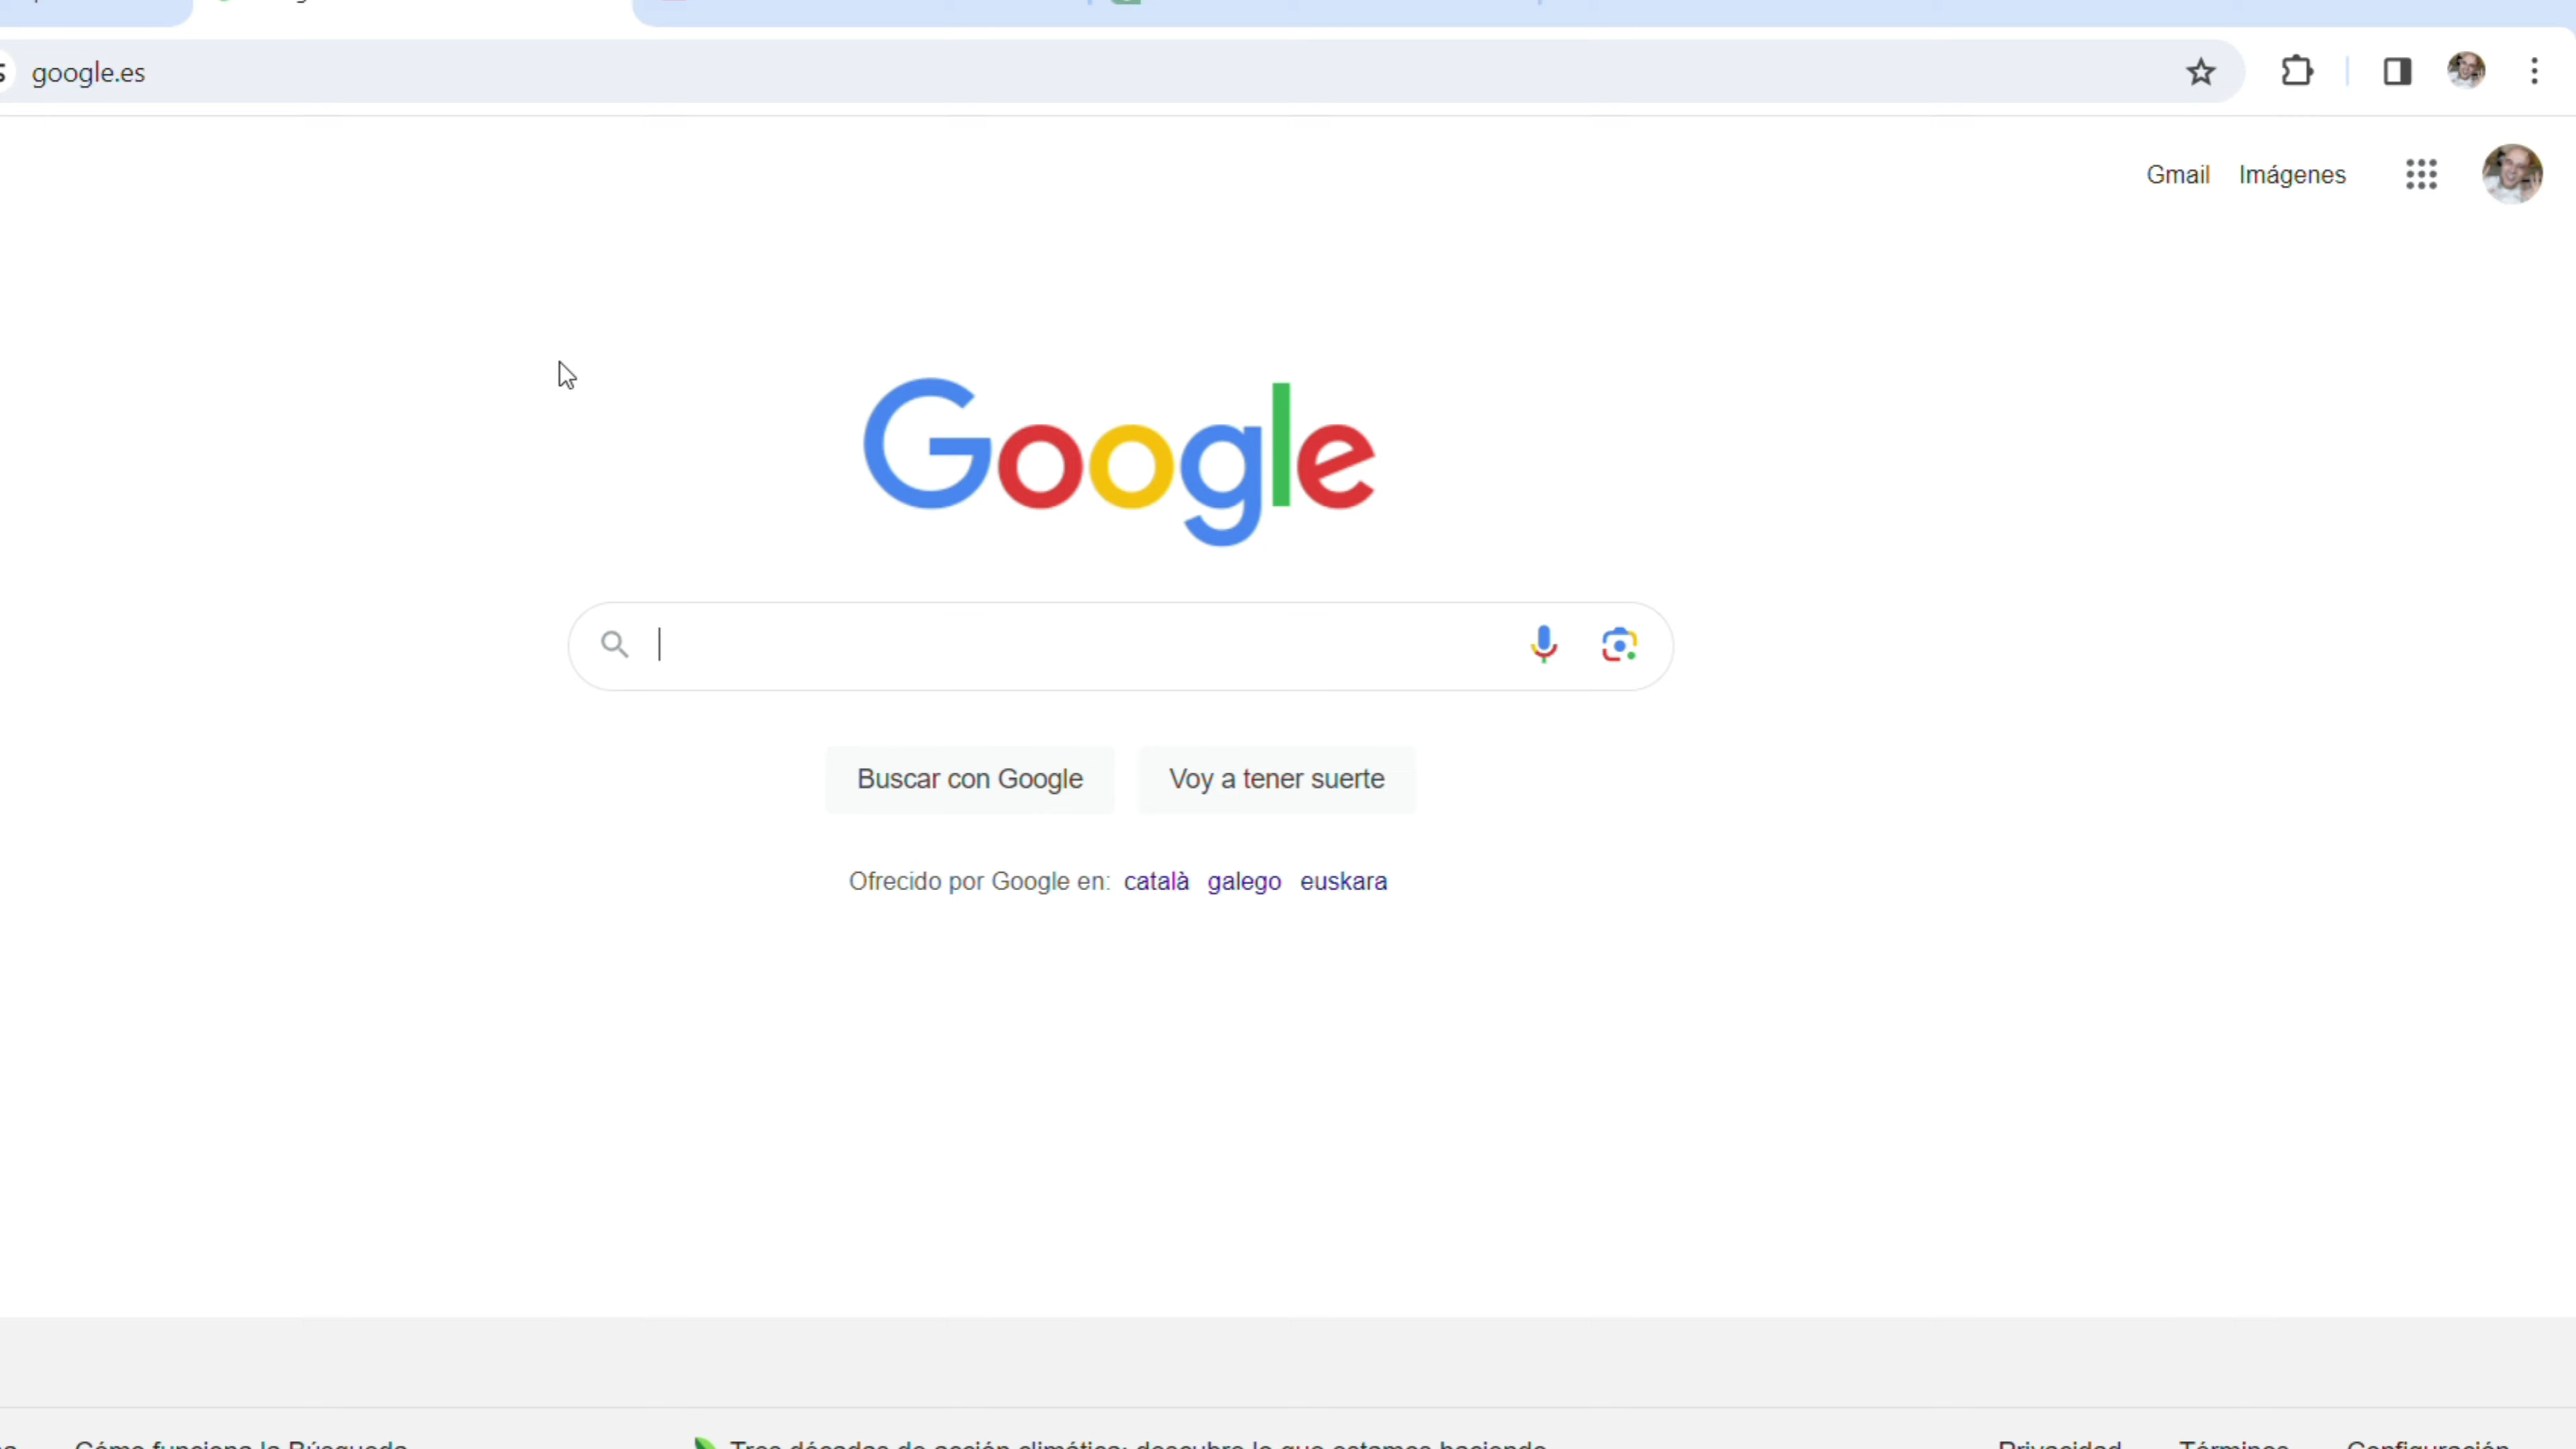 google.es
Gmail Imágenes
Google
Buscar con Google Voy a tener suerte
Ofrecido por Google en: català galego euskara
Cómo funciona la Búsqueda Tres décadas de acción climática: descubre lo que estamos haciendo Privacidad Términos Configuración